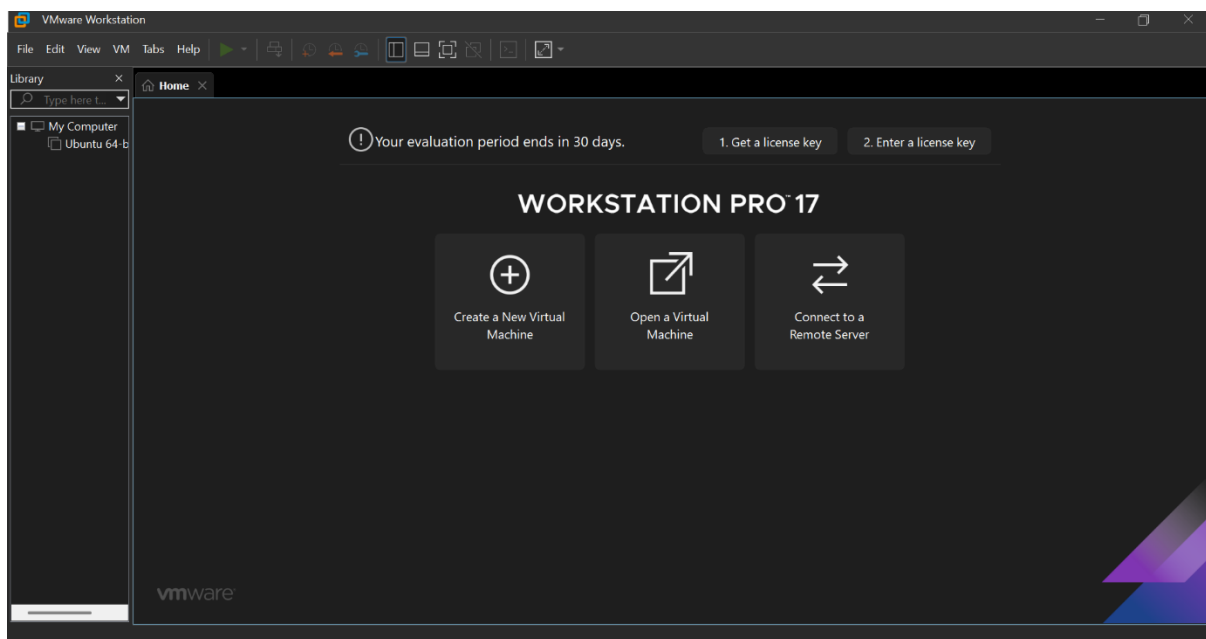 VMware Workstation
File Edit View VM Tabs Help
Library
Home
Type here t...
My Computer
Ubuntu 64-b
Your evaluation period ends in 30 days.
1. Get a license key
2. Enter a license key
WORKSTATION PRO™ 17
Create a New Virtual
Machine
Open a Virtual
Machine
Connect to a
Remote Server
vmware